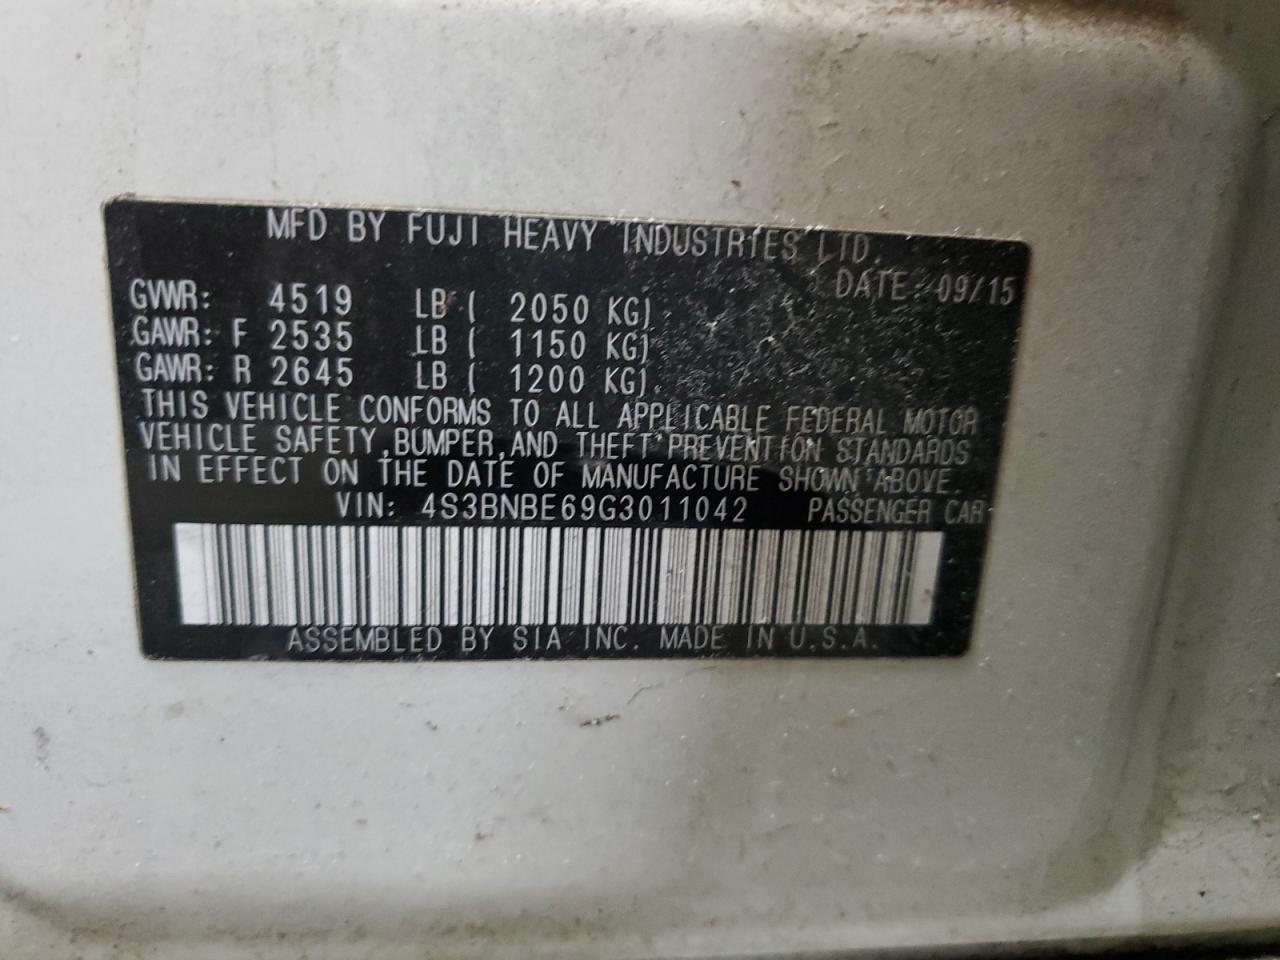 MFD BY FUJI HEAVY INDUSTRIES LTD.
DATE: 09/15
GVWR: 4519 LB ( 2050 KG)
GAWR: F 2535 LB ( 1150 KG)
GAWR: R 2645 LB ( 1200 KG).
THIS VEHICLE CONFORMS TO ALL APPLICABLE FEDERAL MOTOR
VEHICLE SAFETY,BUMPER,AND THEFT PREVENTION STANDARDS
IN EFFECT ON THE DATE OF MANUFACTURE SHOWN ABOVE.
VIN: 4S3BNBE69G3011042 PASSENGER CAR
ASSEMBLED BY SIA INC. MADE IN U.S.A.